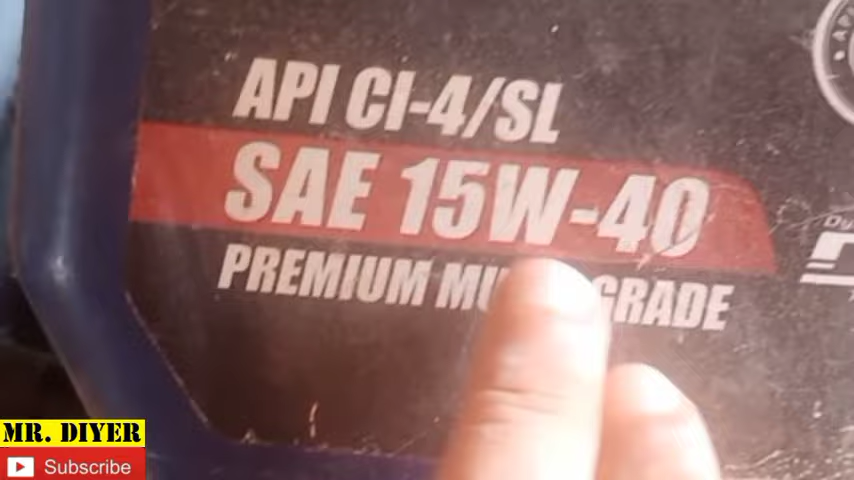 API CI-4/SL
SAE 15W-40
PREMIUM GRADE
MR. DIYER
Subscribe